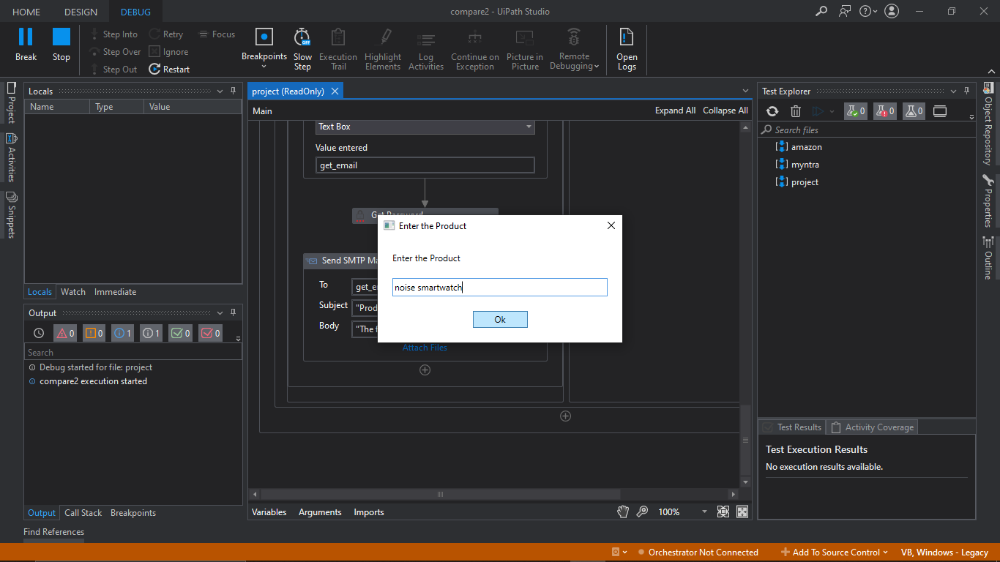 HOME DESIGN DEBUG compare2 - UiPath Studio
Break Stop
Step Into Retry Focus
Step Over Ignore
Step Out Restart
Breakpoints Slow Step Execution Trail Highlight Elements Log Activities Continue on Exception Picture in Picture Remote Debugging Open Logs
Project
Activities
Snippets
Locals
Name Type Value
Locals Watch Immediate
Output
0 0 1 1 0 0
Search
Debug started for file: project
compare2 execution started
Output Call Stack Breakpoints
Find References
project (ReadOnly)
Main Expand All Collapse All
Text Box
Value entered
get_email
Get Password
Send SMTP Ma
To get_e
Subject "Prod
Body "The f
Attach Files
Enter the Product
Enter the Product
noise smartwatch
Ok
Variables Arguments Imports 100%
Test Explorer
0 0 0
Search files
amazon
myntra
project
Test Results Activity Coverage
Test Execution Results
No execution results available.
Object Repository
Properties
Outline
Orchestrator Not Connected Add To Source Control VB, Windows - Legacy